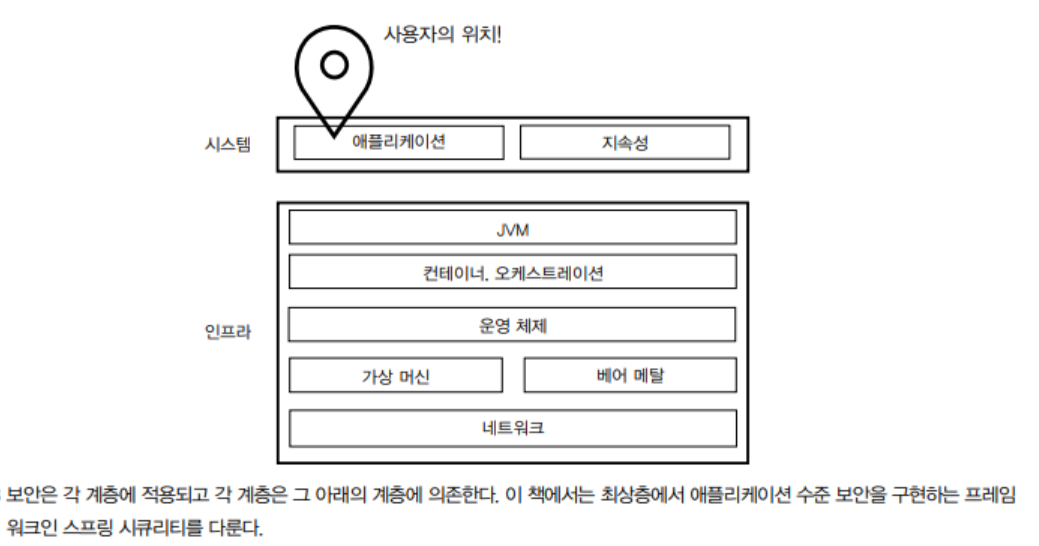 사용자의 위치!
시스템
애플리케이션
지속성
JVM
컨테이너, 오케스트레이션
인프라
운영 체제
가상 머신
베어 메탈
네트워크
보안은 각 계층에 적용되고 각 계층은 그 아래의 계층에 의존한다. 이 책에서는 최상층에서 애플리케이션 수준 보안을 구현하는 프레임
워크인 스프링 시큐리티를 다룬다.